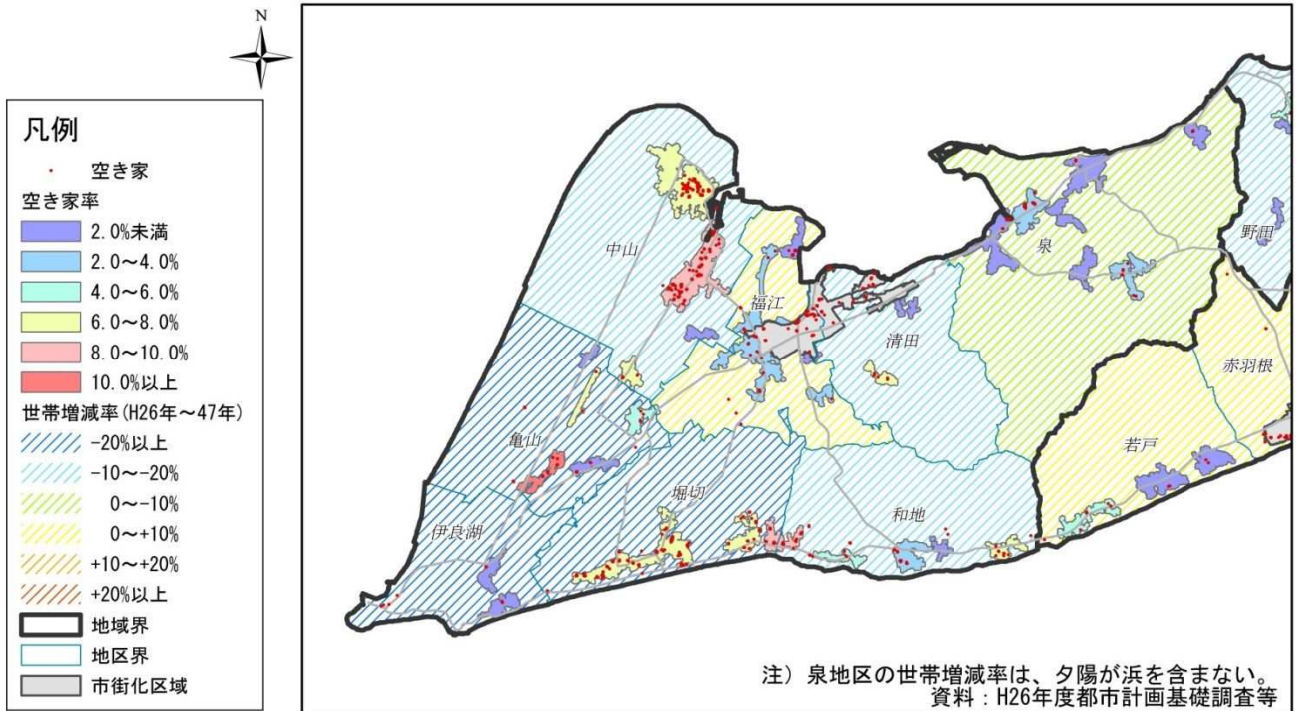 N
凡例
空き家
空き家率
2.0%未満
2.0～4.0%
4.0～6.0%
6.0～8.0%
8.0～10.0%
10.0%以上
世帯増減率(H26年～47年)
-20%以上
-10～-20%
0～-10%
0～+10%
+10～+20%
+20%以上
地域界
地区界
市街化区域
中山
福江
泉
野田
清田
赤羽根
亀山
若戸
堀切
和地
伊良湖
注）泉地区の世帯増減率は、夕陽が浜を含まない。
資料：H26年度都市計画基礎調査等